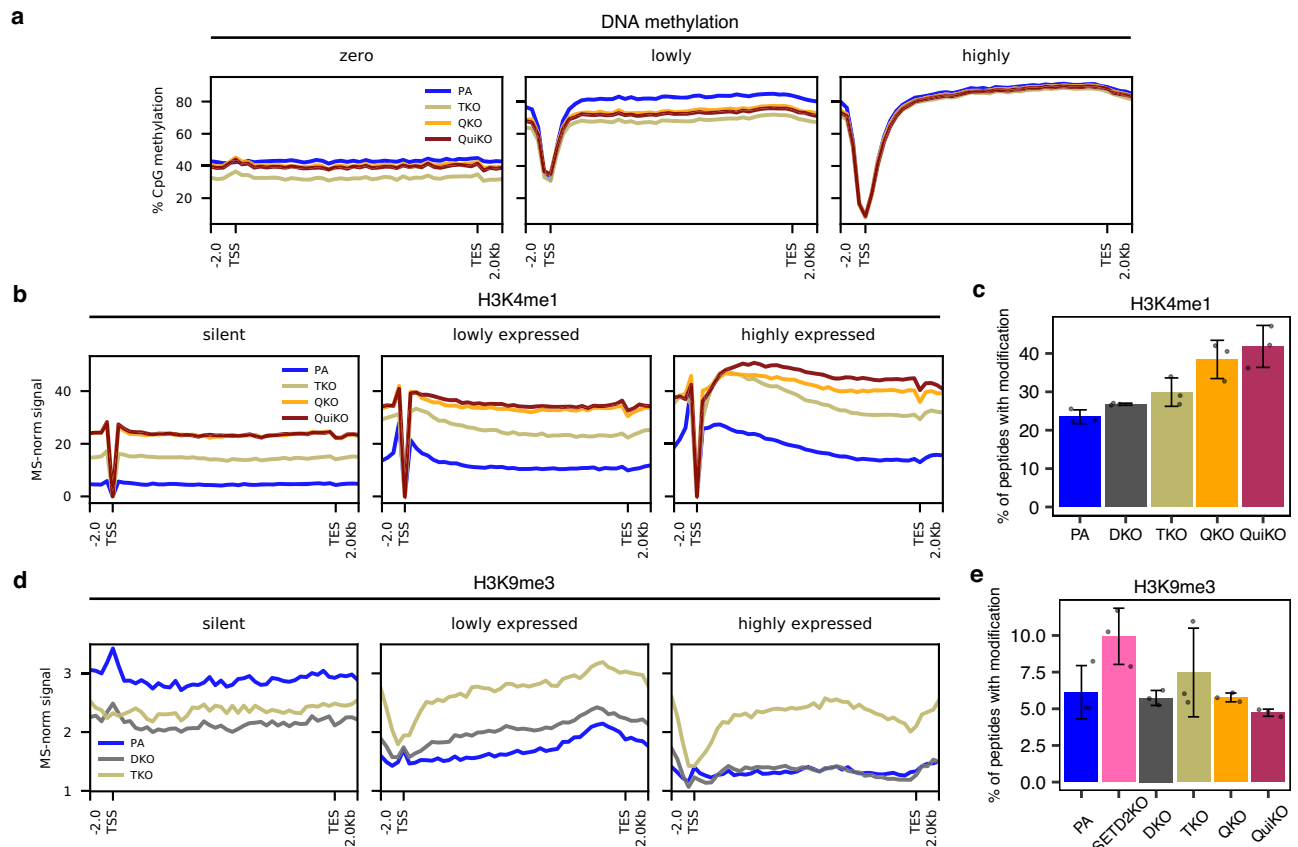 a
DNA methylation
zero
lowly
highly
% CpG methylation
80
60
40
20
PA
TKO
QKO
QuiKO
-2.0
TSS
TES
2.0Kb
-2.0
TSS
TES
2.0Kb
-2.0
TSS
TES
2.0Kb
b
H3K4me1
silent
lowly expressed
highly expressed
MS-norm signal
40
20
0
PA
TKO
QKO
QuiKO
-2.0
TSS
TES
2.0Kb
-2.0
TSS
TES
2.0Kb
-2.0
TSS
TES
2.0Kb
c
H3K4me1
% of peptides with modification
40
30
20
10
0
PA
DKO
TKO
QKO
QuiKO
d
H3K9me3
silent
lowly expressed
highly expressed
MS-norm signal
3
2
1
PA
DKO
TKO
-2.0
TSS
TES
2.0Kb
-2.0
TSS
TES
2.0Kb
-2.0
TSS
TES
2.0Kb
e
H3K9me3
% of peptides with modification
10.0
7.5
5.0
2.5
0.0
PA
SETD2KO
DKO
TKO
QKO
QuiKO